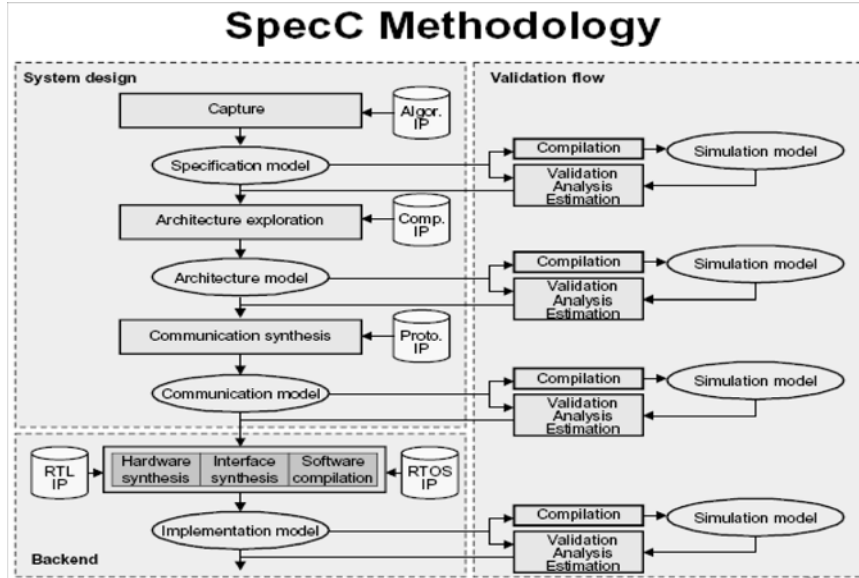 SpecC Methodology
System design
Validation flow
Capture
Algor.
IP
Specification model
Compilation
Simulation model
Validation
Analysis
Estimation
Architecture exploration
Comp.
IP
Architecture model
Compilation
Simulation model
Validation
Analysis
Estimation
Communication synthesis
Proto.
IP
Communication model
Compilation
Simulation model
Validation
Analysis
Estimation
RTL
IP
Hardware
synthesis
Interface
synthesis
Software
compilation
RTOS
IP
Implementation model
Compilation
Simulation model
Validation
Analysis
Estimation
Backend